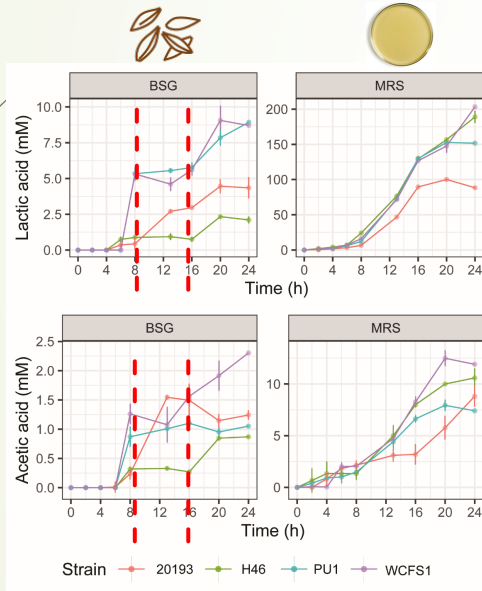 BSG MRS
Lactic acid (mM)
10.0
7.5
5.0
2.5
0.0
200
150
100
50
0
0 4 8 12 16 20 24 0 4 8 12 16 20 24
Time (h)
Time (h)
BSG MRS
Acetic acid (mM)
2.5
2.0
1.5
1.0
0.5
0.0
10
5
0
0 4 8 12 16 20 24 0 4 8 12 16 20 24
Time (h)
Strain 20193 H46 PU1 WCFS1